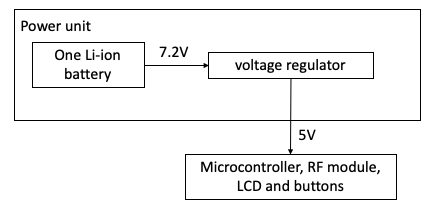 Power unit
One Li-ion
battery
7.2V
voltage regulator
5V
Microcontroller, RF module,
LCD and buttons